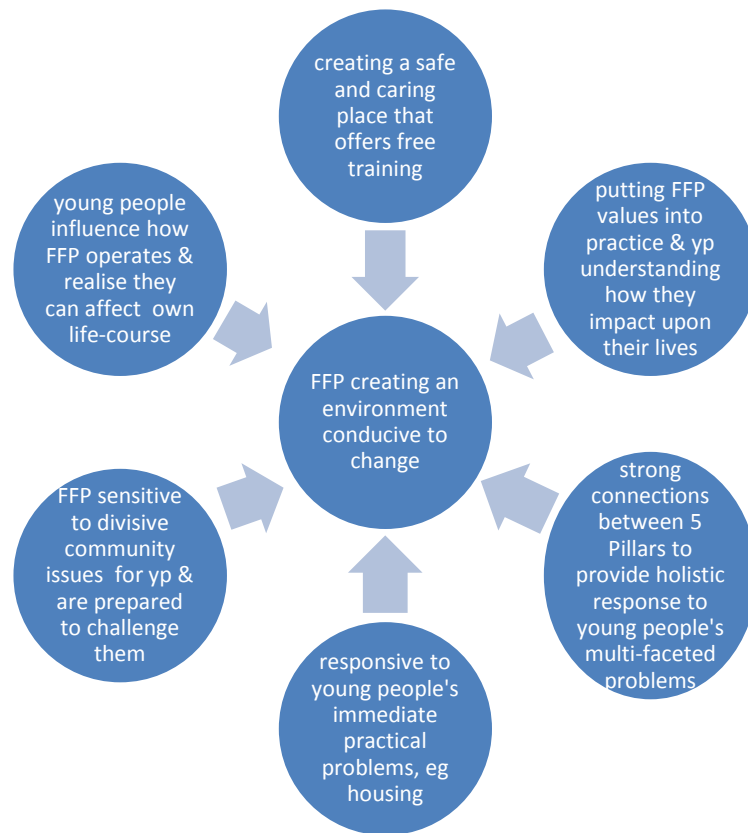 creating a safe
and caring
place that
offers free
training
putting FFP
values into
practice & yp
understanding
how they
impact upon
their lives
strong
connections
between 5
Pillars to
provide holistic
response to
young people's
multi-faceted
problems
responsive to
young people's
immediate
practical
problems, eg
housing
FFP sensitive
to divisive
community
issues for yp &
are prepared
to challenge
them
young people
influence how
FFP operates &
realise they
can affect own
life-course
FFP creating an
environment
conducive to
change